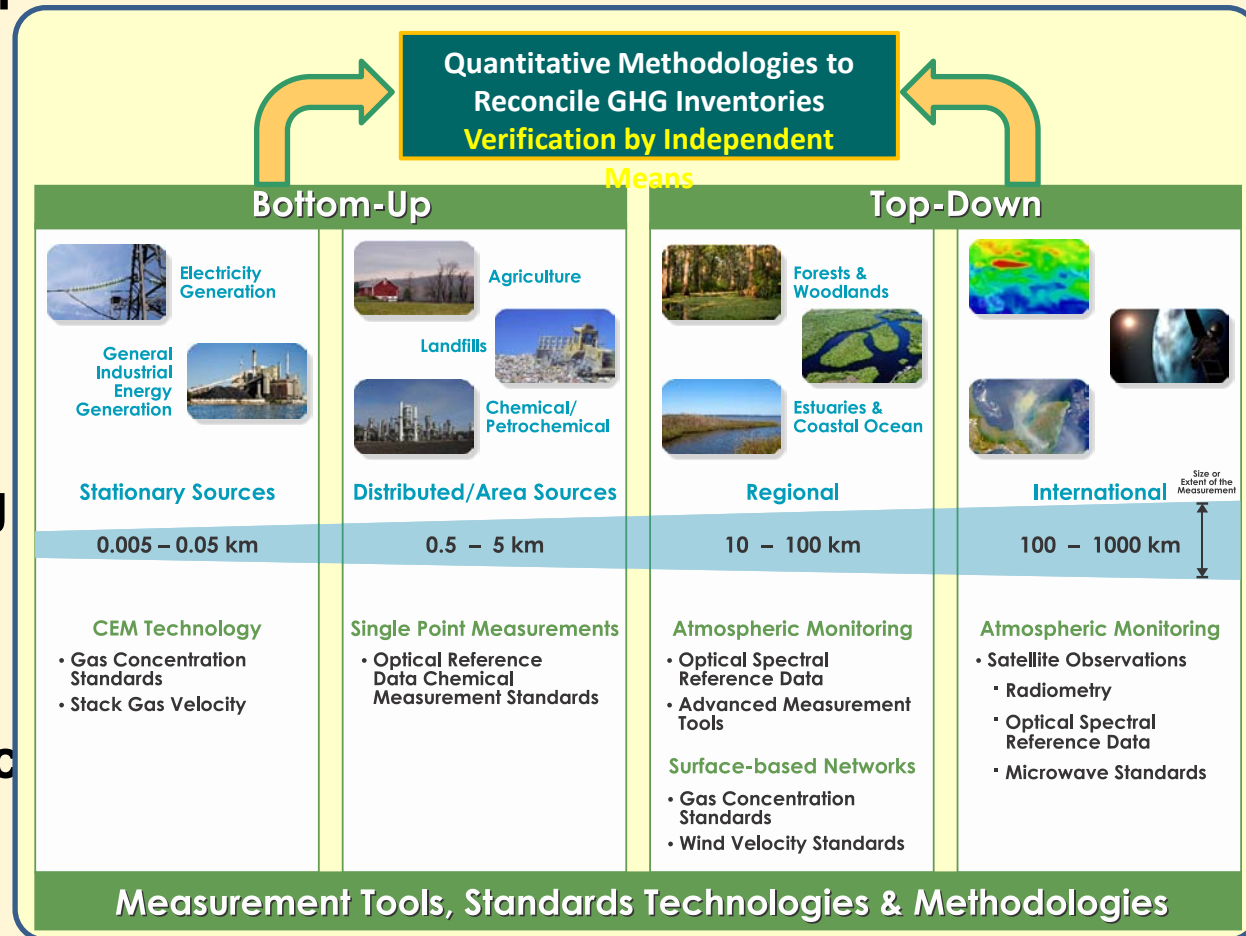 Quantitative Methodologies to
Reconcile GHG Inventories
Verification by Independent
Means
Bottom-Up
Top-Down
Electricity
Generation
General
Industrial
Energy
Generation
Stationary Sources
0.005 – 0.05 km
CEM Technology
• Gas Concentration
Standards
• Stack Gas Velocity
Agriculture
Landfills
Chemical/
Petrochemical
Distributed/Area Sources
0.5 – 5 km
Single Point Measurements
• Optical Reference
Data Chemical
Measurement Standards
Forests &
Woodlands
Estuaries &
Coastal Ocean
Regional
10 – 100 km
Atmospheric Monitoring
• Optical Spectral
Reference Data
• Advanced Measurement
Tools
Surface-based Networks
• Gas Concentration
Standards
• Wind Velocity Standards
International
Size or
Extent of the
Measurement
100 – 1000 km
Atmospheric Monitoring
• Satellite Observations
▪ Radiometry
▪ Optical Spectral
Reference Data
▪ Microwave Standards
Measurement Tools, Standards Technologies & Methodologies